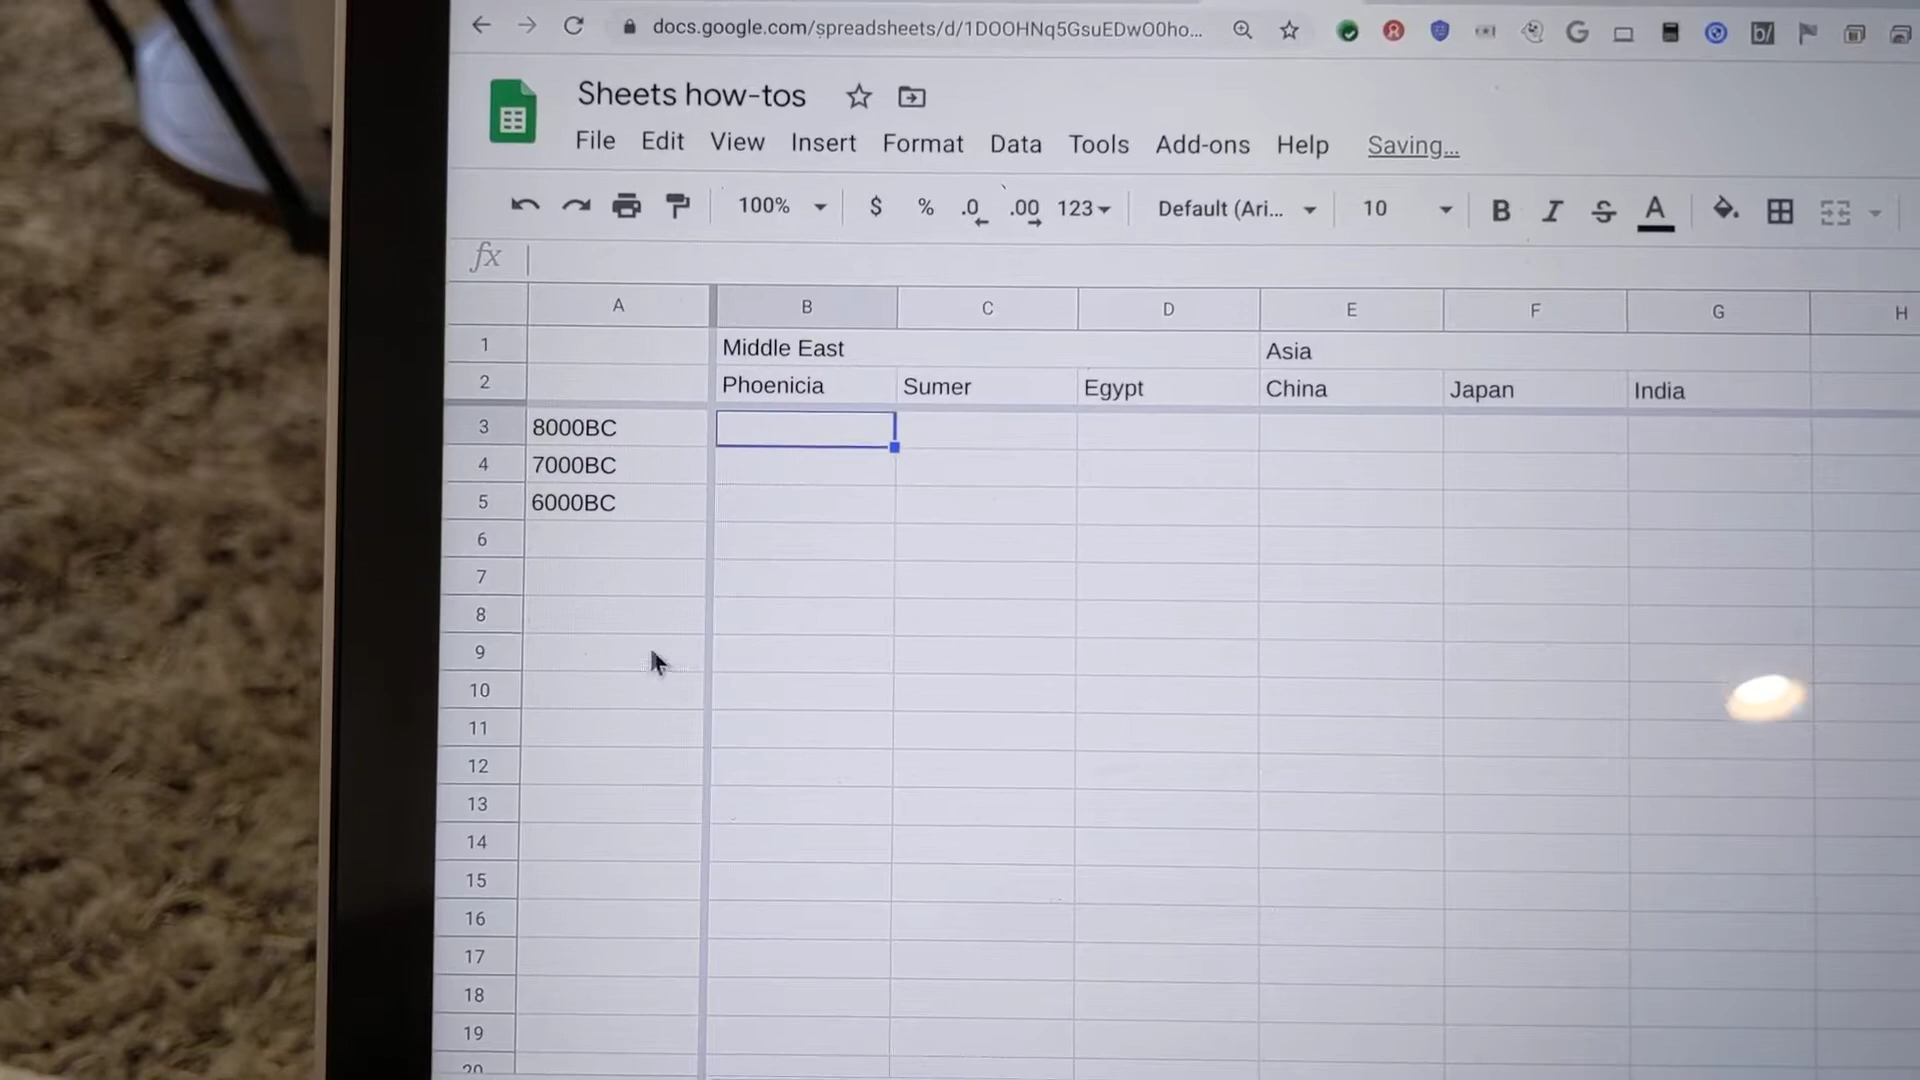 docs.google.com/spreadsheets/d/1DOOHNq5GsuEDwO0ho...
Sheets how-tos
File Edit View Insert Format Data Tools Add-ons Help Saving...
100% $ % .0 .00 123 Default (Ari... 10 B I S A
fx
A B C D E F G H
1 Middle East Asia
2 Phoenicia Sumer Egypt China Japan India
3 8000BC
4 7000BC
5 6000BC
6
7
8
9
10
11
12
13
14
15
16
17
18
19
20